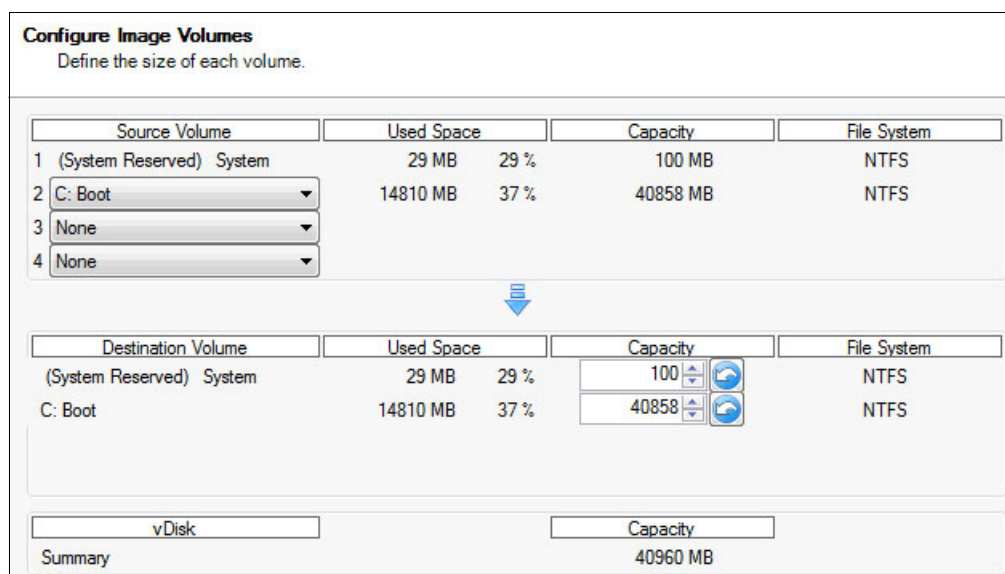 Configure Image Volumes
Define the size of each volume.
Source Volume Used Space Capacity File System
1 (System Reserved) System 29 MB 29 % 100 MB NTFS
2 C: Boot 14810 MB 37 % 40858 MB NTFS
3 None
4 None
Destination Volume Used Space Capacity File System
(System Reserved) System 29 MB 29 % 100 NTFS
C: Boot 14810 MB 37 % 40858 NTFS
vDisk Capacity
Summary 40960 MB